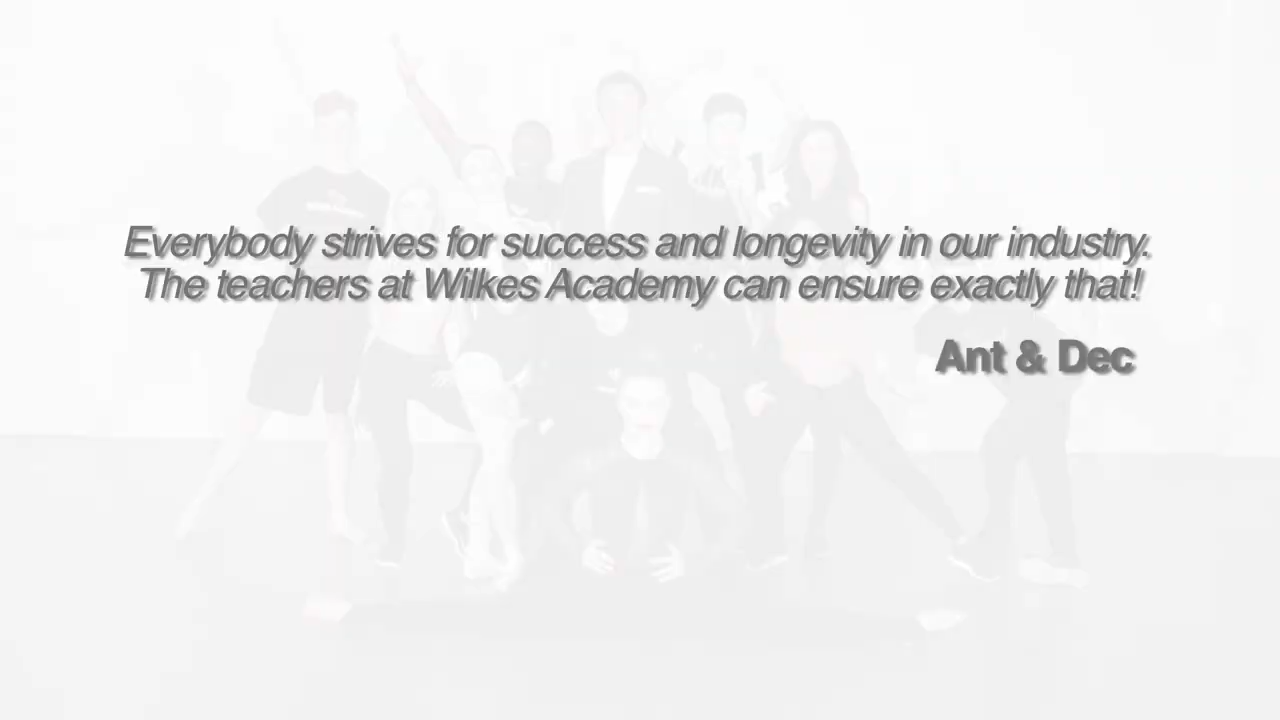 Everybody strives for success and longevity in our industry.
The teachers at Wilkes Academy can ensure exactly that!
Ant & Dec